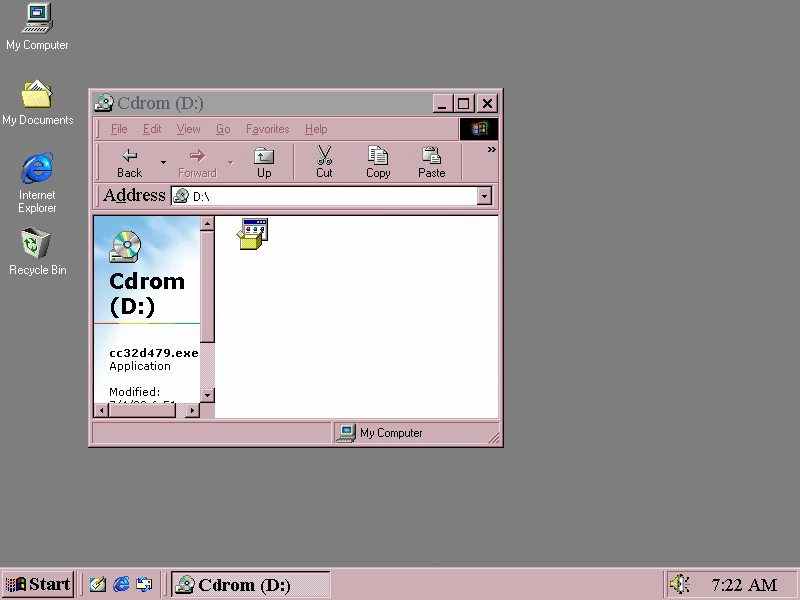 My Computer
My Documents
Internet
Explorer
Recycle Bin
Cdrom (D:)
File Edit View Go Favorites Help
Back Forward Up Cut Copy Paste »
Address D:\
Cdrom
(D:)
cc32d479.exe
Application
Modified:
My Computer
Start Cdrom (D:) 7:22 AM